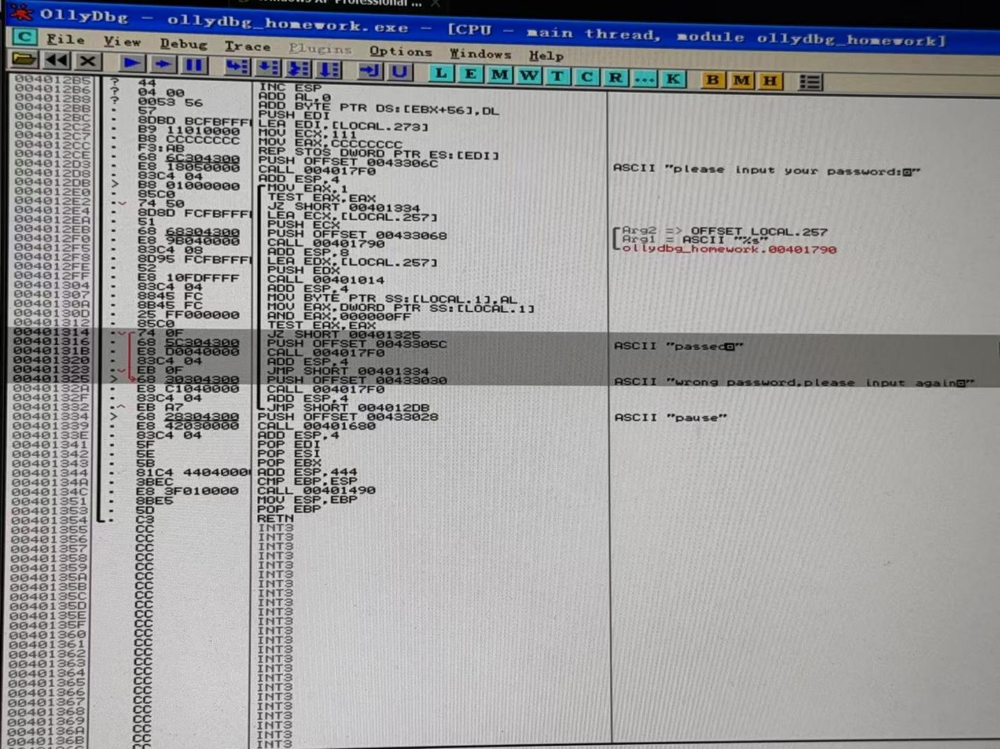 Windows XP Professional ...
OllyDbg - ollydbg_homework.exe - [CPU - main thread, module ollydbg_homework]
C File View Debug Trace Plugins Options Windows Help
L E M W T C R ... K B M H
004012B5 ? 44 INC ESP
004012B6 ? 04 00 ADD AL,0
004012B8 ? 0053 56 ADD BYTE PTR DS:[EBX+56],DL
004012BB . 57 PUSH EDI
004012BC . 8DBD BCFBFFF LEA EDI,[LOCAL.273]
004012C2 . B9 11010000 MOV ECX,111
004012C7 . B8 CCCCCCCC MOV EAX,CCCCCCCC
004012CC . F3:AB REP STOS DWORD PTR ES:[EDI]
004012CE . 68 6C304300 PUSH OFFSET 0043306C ASCII "please input your password:"
004012D3 . E8 18050000 CALL 004017F0
004012D8 . 83C4 04 ADD ESP,4
004012DB > B8 01000000 MOV EAX,1
004012E0 . 85C0 TEST EAX,EAX
004012E2 . 74 50 JZ SHORT 00401334
004012E4 . 8D8D FCFBFFF LEA ECX,[LOCAL.257]
004012EA . 51 PUSH ECX Arg2 => OFFSET LOCAL.257
004012EB . 68 68304300 PUSH OFFSET 00433068 Arg1 = ASCII "%s"
004012F0 . E8 9B040000 CALL 00401790 ollydbg_homework.00401790
004012F5 . 83C4 08 ADD ESP,8
004012F8 . 8D95 FCFBFFF LEA EDX,[LOCAL.257]
004012FE . 52 PUSH EDX
004012FF . E8 10FDFFFF CALL 00401014
00401304 . 83C4 04 ADD ESP,4
00401307 . 8845 FC MOV BYTE PTR SS:[LOCAL.1],AL
0040130A . 8B45 FC MOV EAX,DWORD PTR SS:[LOCAL.1]
0040130D . 25 FF000000 AND EAX,000000FF
00401312 . 85C0 TEST EAX,EAX
00401314 . 74 0F JZ SHORT 00401325
00401316 . 68 5C304300 PUSH OFFSET 0043305C ASCII "passed"
0040131B . E8 D0040000 CALL 004017F0
00401320 . 83C4 04 ADD ESP,4
00401323 . EB 0F JMP SHORT 00401334
00401325 > 68 30304300 PUSH OFFSET 00433030 ASCII "wrong password,please input again"
0040132A . E8 C1040000 CALL 004017F0
0040132F . 83C4 04 ADD ESP,4
00401332 .^ EB A7 JMP SHORT 004012DB
00401334 > 68 28304300 PUSH OFFSET 00433028 ASCII "pause"
00401339 . E8 42030000 CALL 00401680
0040133E . 83C4 04 ADD ESP,4
00401341 . 5F POP EDI
00401342 . 5E POP ESI
00401343 . 5B POP EBX
00401344 . 81C4 4404000 ADD ESP,444
0040134A . 3BEC CMP EBP,ESP
0040134C . E8 3F010000 CALL 00401490
00401351 . 8BE5 MOV ESP,EBP
00401353 . 5D POP EBP
00401354 . C3 RETN
00401355 CC INT3
00401356 CC INT3
00401357 CC INT3
00401358 CC INT3
00401359 CC INT3
0040135A CC INT3
0040135B CC INT3
0040135C CC INT3
0040135D CC INT3
0040135E CC INT3
0040135F CC INT3
00401360 CC INT3
00401361 CC INT3
00401362 CC INT3
00401363 CC INT3
00401364 CC INT3
00401365 CC INT3
00401366 CC INT3
00401367 CC INT3
00401368 CC INT3
00401369 CC INT3
0040136A CC INT3
0040136B CC INT3